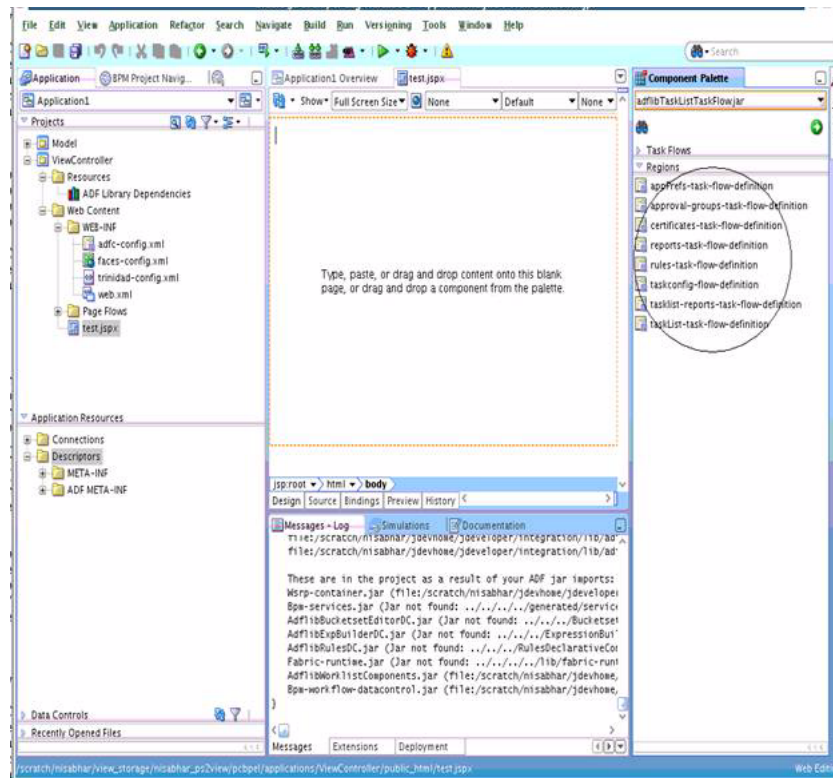 File Edit View Application Refactor Search Navigate Build Run Versioning Tools Window Help
Search
Application
BPM Project Navig...
Application1
Projects
Model
ViewController
Resources
ADF Library Dependencies
Web Content
WEB-INF
adfc-config.xml
faces-config.xml
trinidad-config.xml
web.xml
Page Flows
test.jspx
Application Resources
Connections
Descriptors
META-INF
ADF META-INF
Data Controls
Recently Opened Files
Application1 Overview
test.jspx
Show Full Screen Size None Default None
Type, paste, or drag and drop content onto this blank
page, or drag and drop a component from the palette.
jsp:root html body
Design Source Bindings Preview History
Messages - Log
Simulations
Documentation
file:/scratch/nisabhar/jdevhome/jdeveloper/integration/lib/ad
file:/scratch/nisabhar/jdevhome/jdeveloper/integration/lib/ad
These are in the project as a result of your ADF jar imports:
Wsrp-container.jar (file:/scratch/nisabhar/jdevhome/jdevelope
Bpm-services.jar (Jar not found: ../../../../generated/service
AdflibBucketsetEditorDC.jar (Jar not found: ../../../Bucketset
AdflibExpBuilderDC.jar (Jar not found: ../../../ExpressionBui
AdflibRulesDC.jar (Jar not found: ../../../RulesDeclarativeCo
Fabric-runtime.jar (Jar not found: ../../../../lib/fabric-run
AdflibWorklistComponents.jar (file:/scratch/nisabhar/jdevhome,
Bpm-workflow-datacontrol.jar (file:/scratch/nisabhar/jdevhome,
)
Messages Extensions Deployment
Component Palette
adflibTaskListTaskFlow.jar
Task Flows
Regions
appPrefs-task-flow-definition
approval-groups-task-flow-definition
certificates-task-flow-definition
reports-task-flow-definition
rules-task-flow-definition
taskconfig-flow-definition
tasklist-reports-task-flow-definition
taskList-task-flow-definition
/scratch/nisabhar/view_storage/nisabhar_ps2view/pcbpel/applications/ViewController/public_html/test.jspx
Web Edit